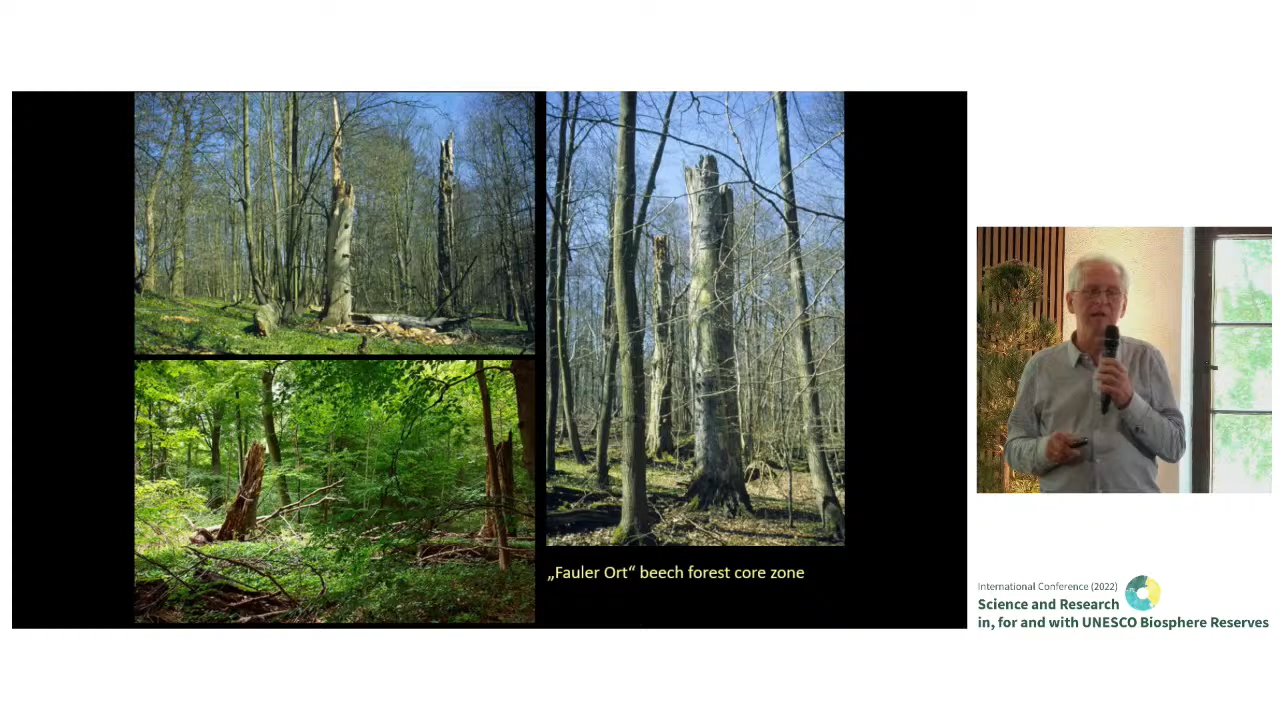 „Fauler Ort“ beech forest core zone
International Conference (2022)
Science and Research
in, for and with UNESCO Biosphere Reserves